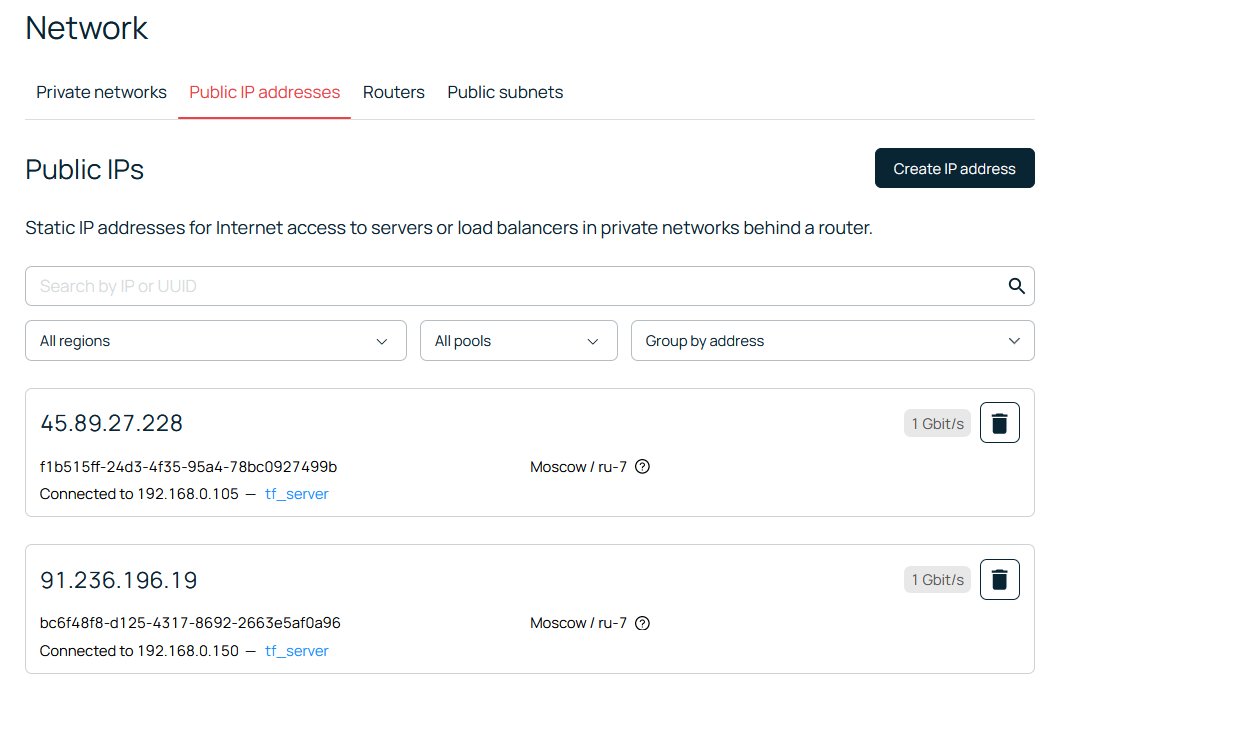 Network
Private networks Public IP addresses Routers Public subnets
Public IPs Create IP address
Static IP addresses for Internet access to servers or load balancers in private networks behind a router.
Search by IP or UUID
All regions All pools Group by address
45.89.27.228 1 Gbit/s
f1b515ff-24d3-4f35-95a4-78bc0927499b Moscow / ru-7
Connected to 192.168.0.105 — tf_server
91.236.196.19 1 Gbit/s
bc6f48f8-d125-4317-8692-2663e5af0a96 Moscow / ru-7
Connected to 192.168.0.150 — tf_server